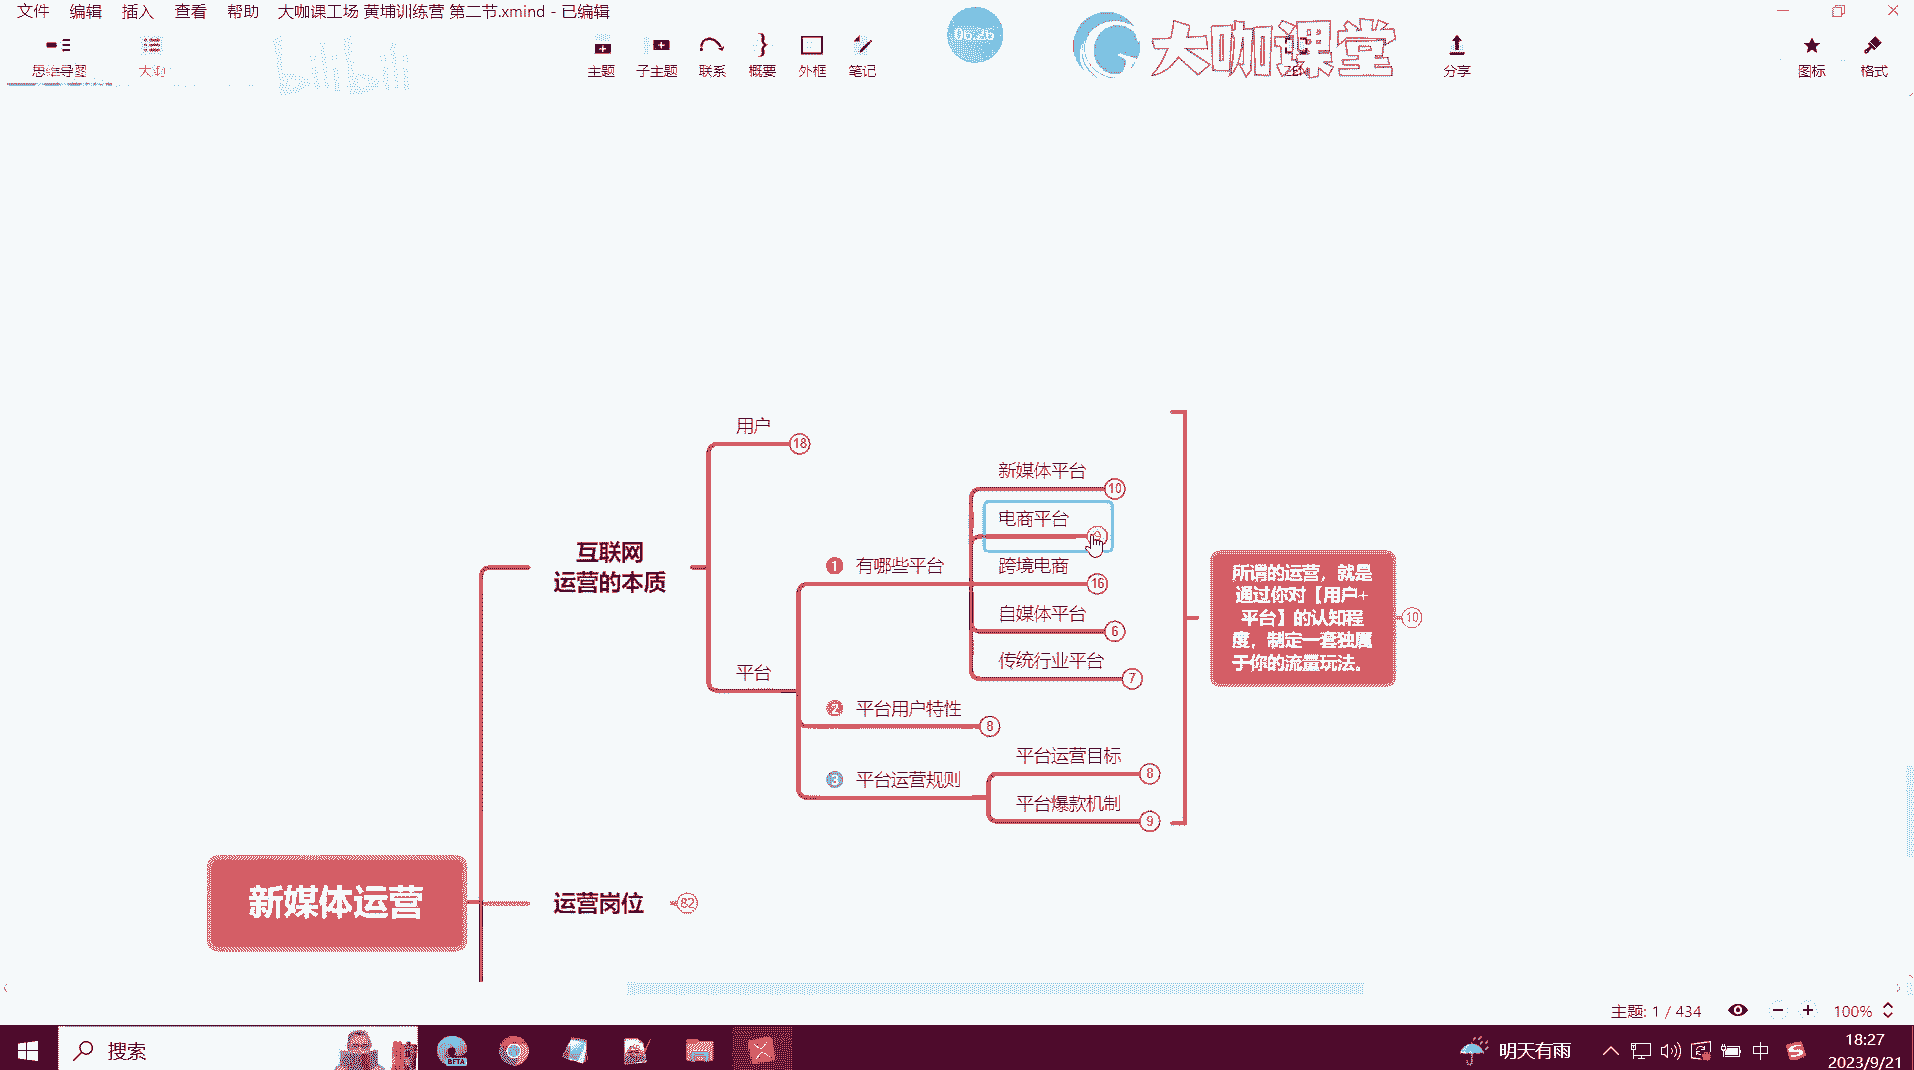 文件 编辑 插入 查看 帮助 大咖课工场 黄埔训练营 第二节.xmind - 已编辑
06:26
大咖课堂
bilibili
思维导图 大纲 主题 子主题 联系 概要 外框 笔记 ZEN 分享 图标 格式
用户 18
新媒体平台 10
电商平台
1 有哪些平台
跨境电商 16
自媒体平台 6
传统行业平台 7
互联网
运营的本质
平台
2 平台用户特性 8
平台运营目标 8
3 平台运营规则
平台爆款机制 9
所谓的运营，就是
通过你对【用户+
平台】的认知程
度，制定一套独属
于你的流量玩法。
10
新媒体运营
运营岗位 82
主题: 1 / 434 100%
搜索
BETA
明天有雨
中
18:27
2023/9/21